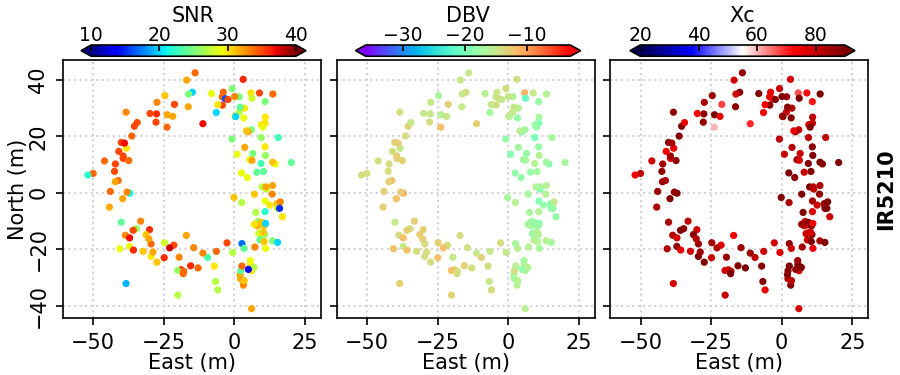 SNR DBV Xc
10 20 30 40 −30 −20 −10 20 40 60 80
40
20
0
−20
−40
North (m)
IR5210
−50 −25 0 25 −50 −25 0 25 −50 −25 0 25
East (m) East (m) East (m)